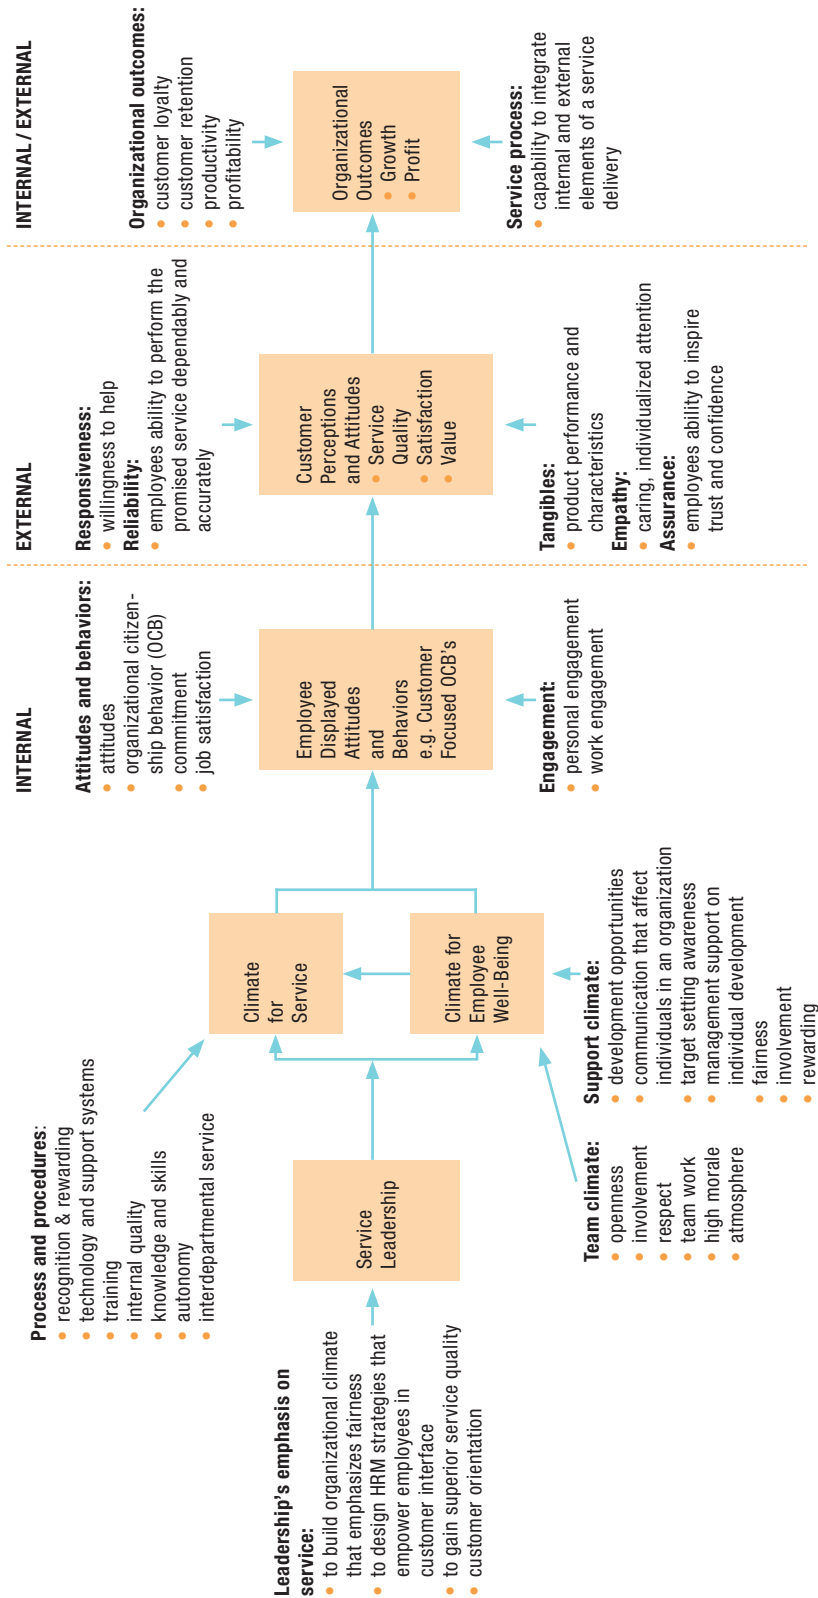 INTERNAL
EXTERNAL
INTERNAL / EXTERNAL
Leadership's emphasis on
service:
• to build organizational climate
that emphasizes fairness
• to design HRM strategies that
empower employees in
customer interface
• to gain superior service quality
• customer orientation
Service
Leadership
Process and procedures:
• recognition & rewarding
• technology and support systems
• training
• internal quality
• knowledge and skills
• autonomy
• interdepartmental service
Climate
for
Service
Climate for
Employee
Well-Being
Team climate:
• openness
• involvement
• respect
• team work
• high morale
• atmosphere
Support climate:
• development opportunities
• communication that affect
individuals in an organization
• target setting awareness
• management support on
individual development
• fairness
• involvement
• rewarding
Attitudes and behaviors:
• attitudes
• organizational citizen-
ship behavior (OCB)
• commitment
• job satisfaction
Employee
Displayed
Attitudes
and
Behaviors
e.g. Customer
Focused OCB's
Engagement:
• personal engagement
• work engagement
Responsiveness:
• willingness to help
Reliability:
• employees ability to perform the
promised service dependably and
accurately
Customer
Perceptions
and Attitudes
• Service
Quality
• Satisfaction
• Value
Tangibles:
• product performance and
characteristics
Empathy:
• caring, individualized attention
Assurance:
• employees ability to inspire
trust and confidence
Organizational outcomes:
• customer loyalty
• customer retention
• productivity
• profitability
Organizational
Outcomes
• Growth
• Profit
Service process:
• capability to integrate
internal and external
elements of a service
delivery